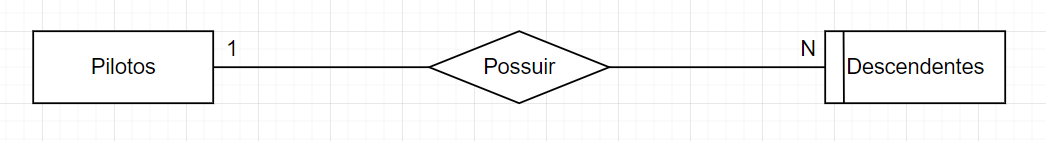 Pilotos
1
Possuir
N
Descendentes